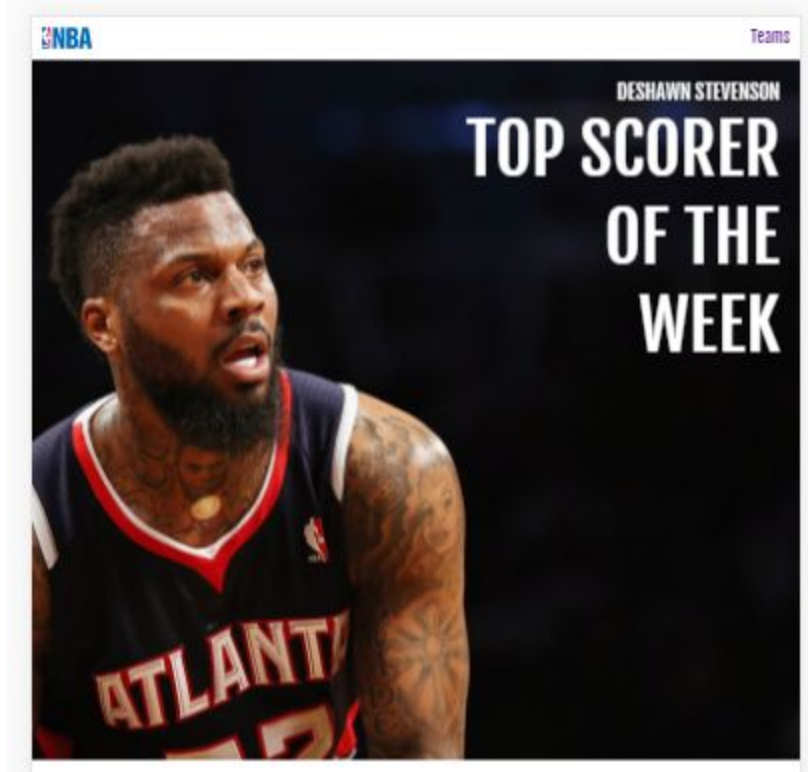 NBA
Teams
DESHAWN STEVENSON
TOP SCORER
OF THE
WEEK
ATLANTA